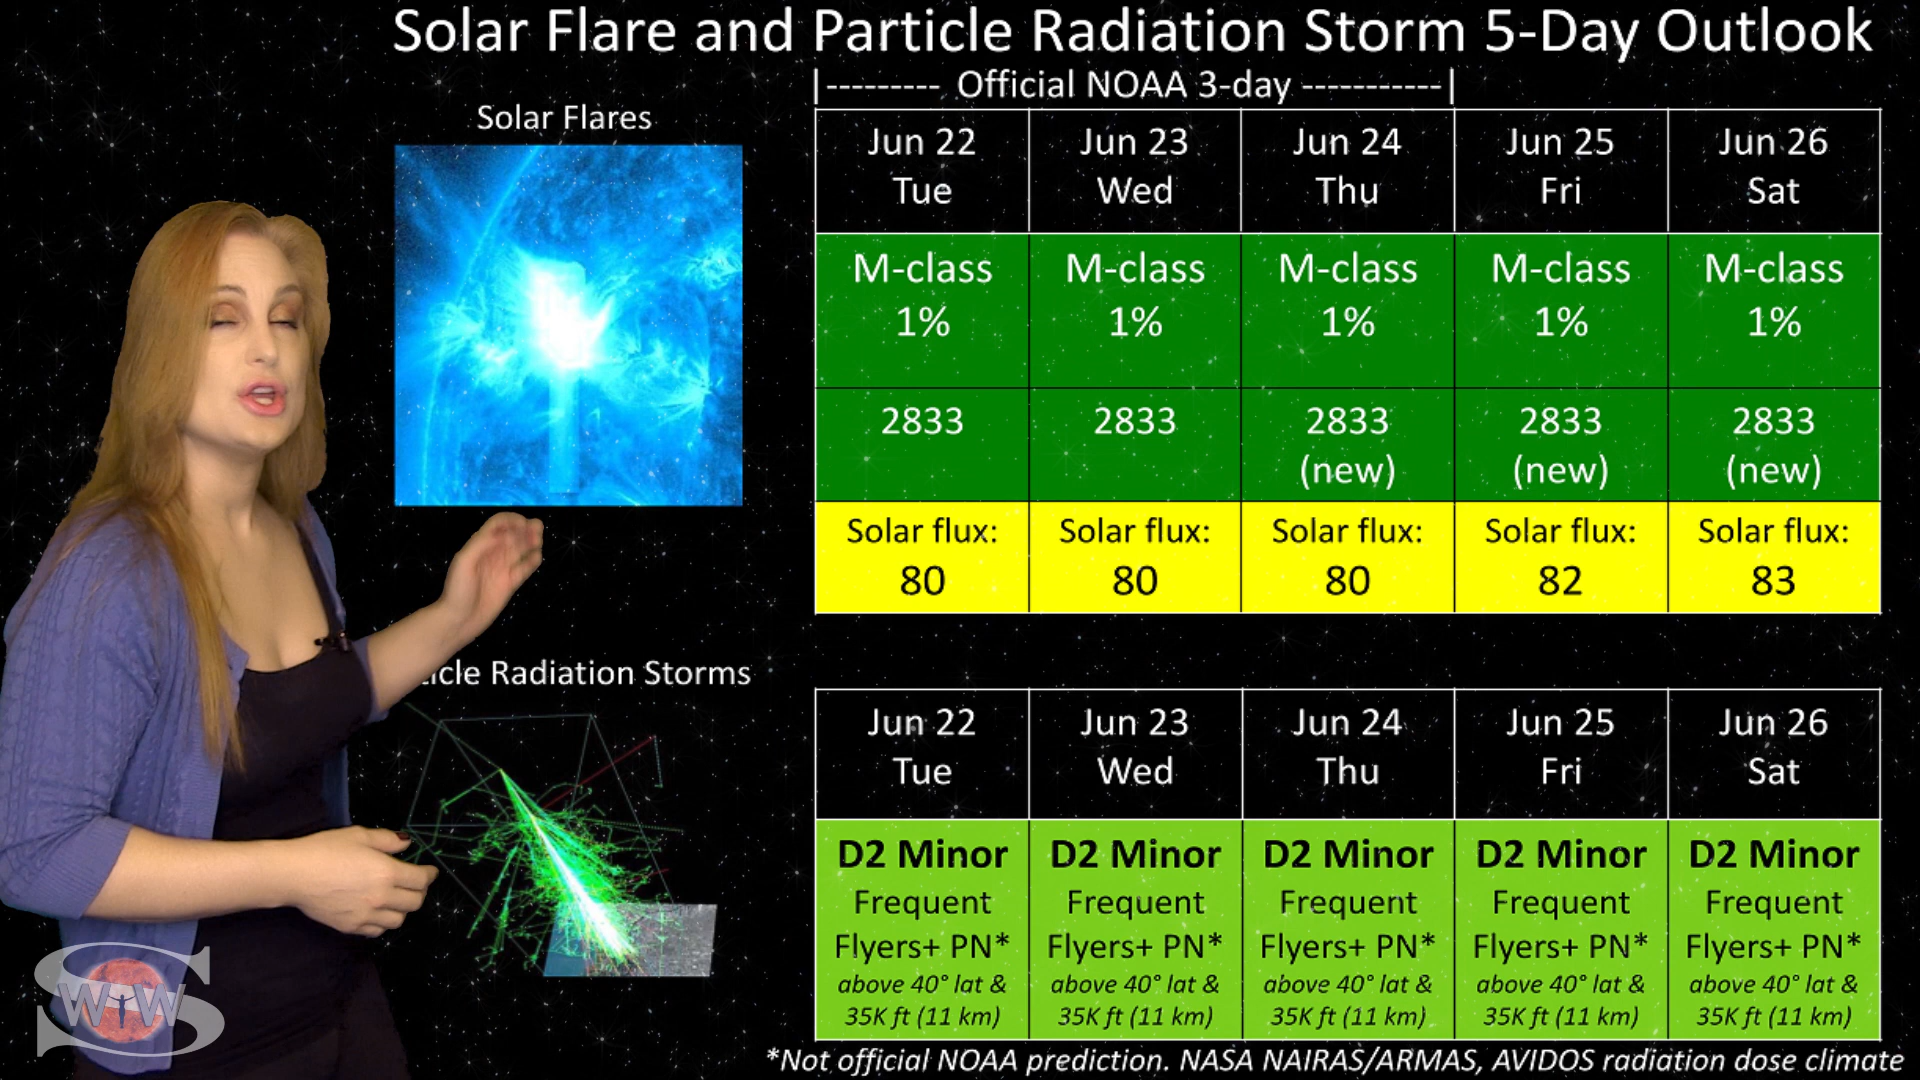 Solar Flare and Particle Radiation Storm 5-Day Outlook
|--------- Official NOAA 3-day -----------|
Solar Flares
Jun 22 Jun 23 Jun 24 Jun 25 Jun 26
Tue Wed Thu Fri Sat
M-class M-class M-class M-class M-class
1% 1% 1% 1% 1%
2833 2833 2833 2833 2833
(new) (new) (new)
Solar flux: Solar flux: Solar flux: Solar flux: Solar flux:
80 80 80 82 83
Radiation Storms
Jun 22 Jun 23 Jun 24 Jun 25 Jun 26
Tue Wed Thu Fri Sat
D2 Minor D2 Minor D2 Minor D2 Minor D2 Minor
Frequent Frequent Frequent Frequent Frequent
Flyers+ PN* Flyers+ PN* Flyers+ PN* Flyers+ PN* Flyers+ PN*
above 40° lat & above 40° lat & above 40° lat & above 40° lat & above 40° lat &
35K ft (11 km) 35K ft (11 km) 35K ft (11 km) 35K ft (11 km) 35K ft (11 km)
*Not official NOAA prediction. NASA NAIRAS/ARMAS, AVIDOS radiation dose climate